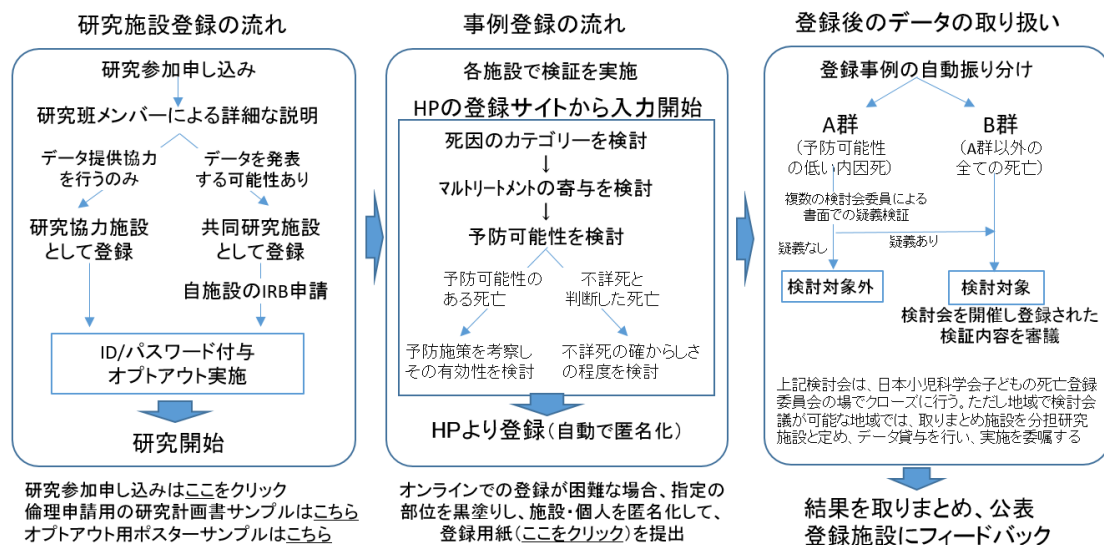 研究施設登録の流れ
研究参加申し込み
研究班メンバーによる詳細な説明
データ提供協力
を行うのみ
データを発表
する可能性あり
研究協力施設
として登録
共同研究施設
として登録
自施設のIRB申請
ID/パスワード付与
オプトアウト実施
研究開始
研究参加申し込みはここをクリック
倫理申請用の研究計画書サンプルはこちら
オプトアウト用ポスターサンプルはこちら
事例登録の流れ
各施設で検証を実施
HPの登録サイトから入力開始
死因のカテゴリーを検討
↓
マルトリートメントの寄与を検討
↓
予防可能性を検討
予防可能性の
ある死亡
不詳死と
判断した死亡
予防施策を考察し
その有効性を検討
不詳死の確からしさ
の程度を検討
HPより登録(自動で匿名化)
オンラインでの登録が困難な場合、指定の
部位を黒塗りし、施設・個人を匿名化して、
登録用紙(ここをクリック)を提出
登録後のデータの取り扱い
登録事例の自動振り分け
A群
(予防可能性
の低い内因死)
B群
(A群以外の
全ての死亡)
複数の検討会委員による
書面での疑義検証
疑義なし
疑義あり
検討対象外
検討対象
検討会を開催し登録された
検証内容を審議
上記検討会は、日本小児科学会子どもの死亡登録
委員会の場でクローズに行う。ただし地域で検討会
議が可能な地域では、取りまとめ施設を分担研究
施設と定め、データ貸与を行い、実施を委嘱する
結果を取りまとめ、公表
登録施設にフィードバック